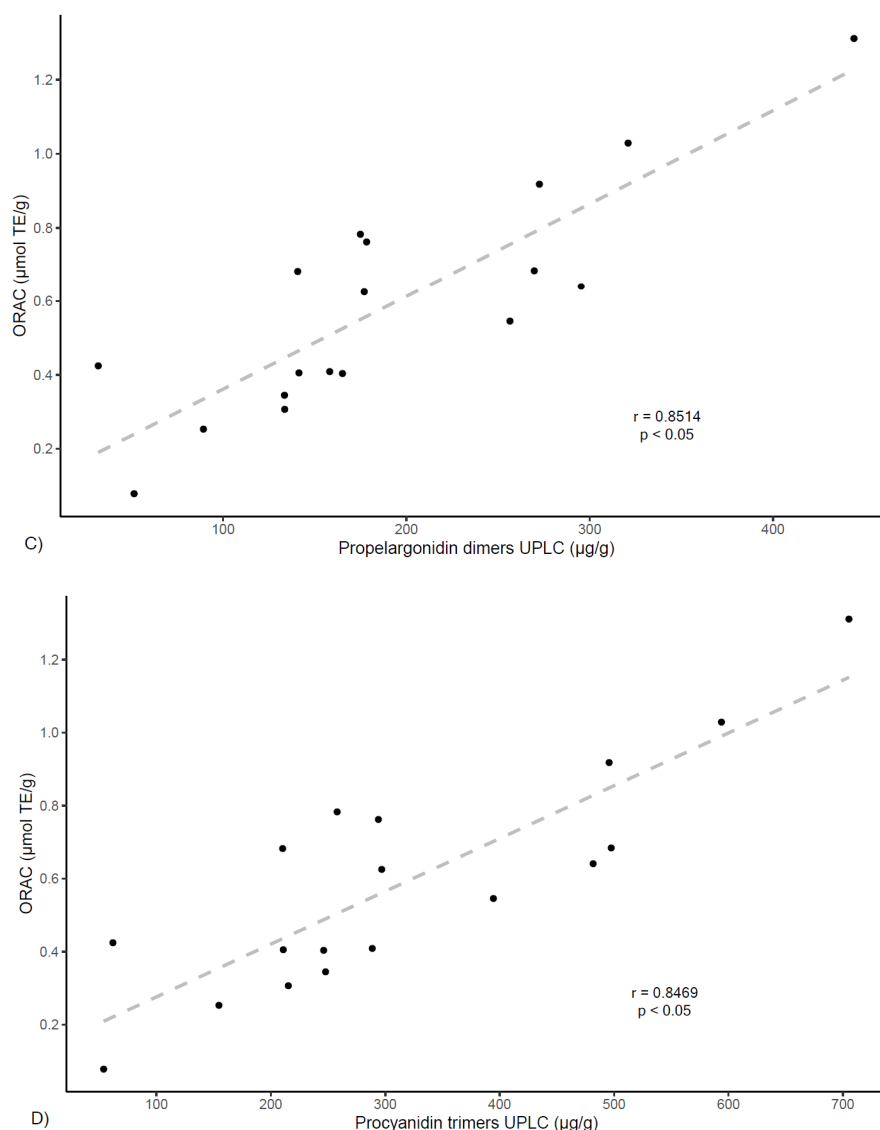 ORAC (µmol TE/g)
1.2
1.0
0.8
0.6
0.4
0.2
r = 0.8514
p < 0.05
100
200
300
400
C)
Propelargonidin dimers UPLC (µg/g)
ORAC (µmol TE/g)
1.2
1.0
0.8
0.6
0.4
0.2
r = 0.8469
p < 0.05
100
200
300
400
500
600
700
D)
Procyanidin trimers UPLC (µg/g)